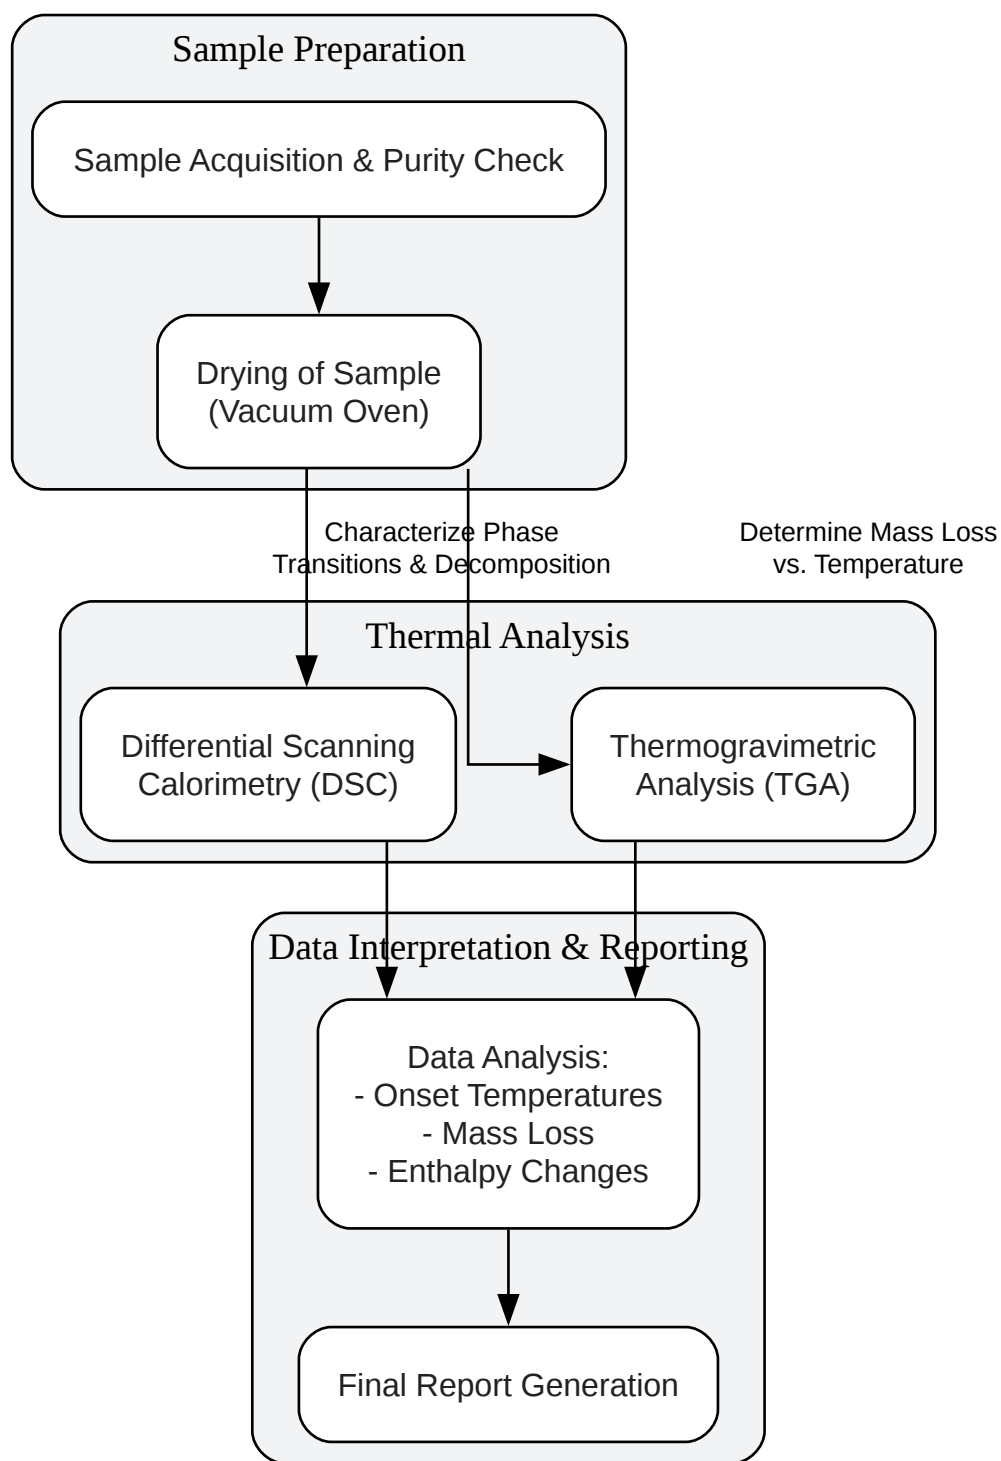 Sample Preparation
Sample Acquisition & Purity Check
Drying of Sample
(Vacuum Oven)
Characterize Phase
Transitions & Decomposition
Determine Mass Loss
vs. Temperature
Thermal Analysis
Differential Scanning
Calorimetry (DSC)
Thermogravimetric
Analysis (TGA)
Data Interpretation & Reporting
Data Analysis:
- Onset Temperatures
- Mass Loss
- Enthalpy Changes
Final Report Generation